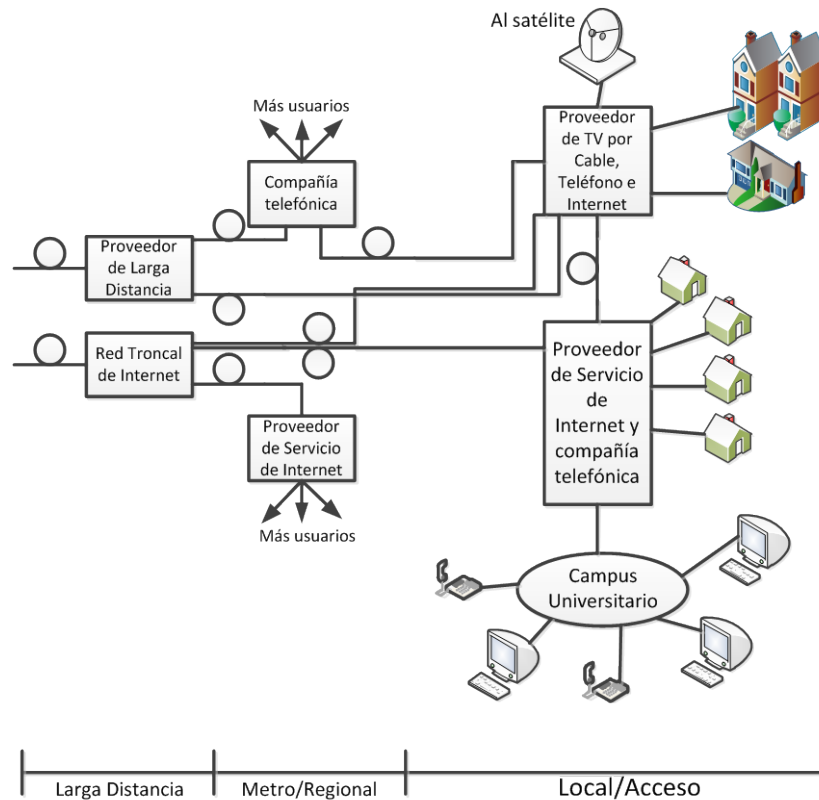 Al satélite
Más usuarios
Proveedor
de TV por
Cable,
Teléfono e
Internet
Compañía
telefónica
Proveedor
de Larga
Distancia
Red Troncal
de Internet
Proveedor
de Servicio
de
Internet y
compañía
telefónica
Proveedor
de Servicio
de Internet
Más usuarios
Campus
Universitario
Larga Distancia
Metro/Regional
Local/Acceso